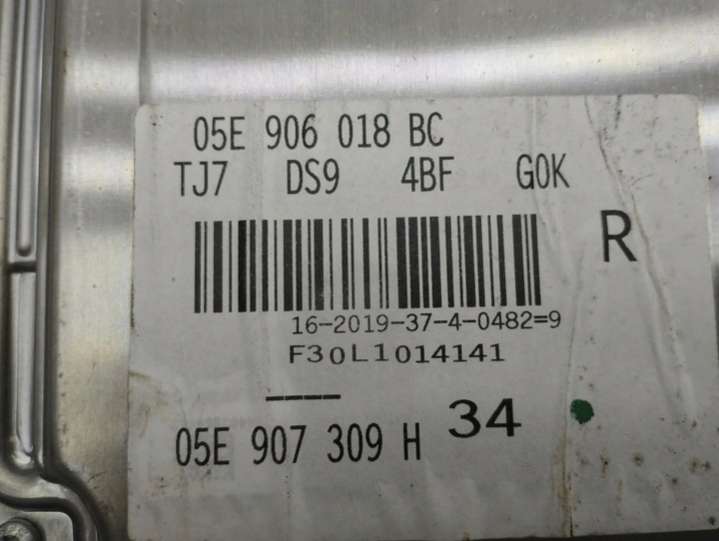 05E 906 018 BC
TJ7 DS9 4BF G0K
R
16-2019-37-4-0482=9
F30L1014141
----
05E 907 309 H 34